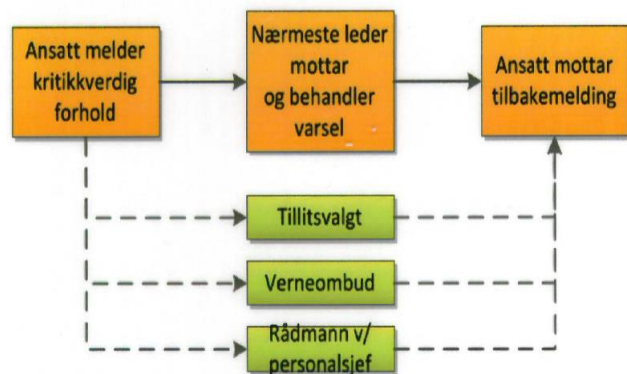 Ansatt melder
kritikkverdig
forhold
Nærmeste leder
mottar
og behandler
varsel
Ansatt mottar
tilbakemelding
Tillitsvalgt
Verneombud
Rådmann v/
personalsjef